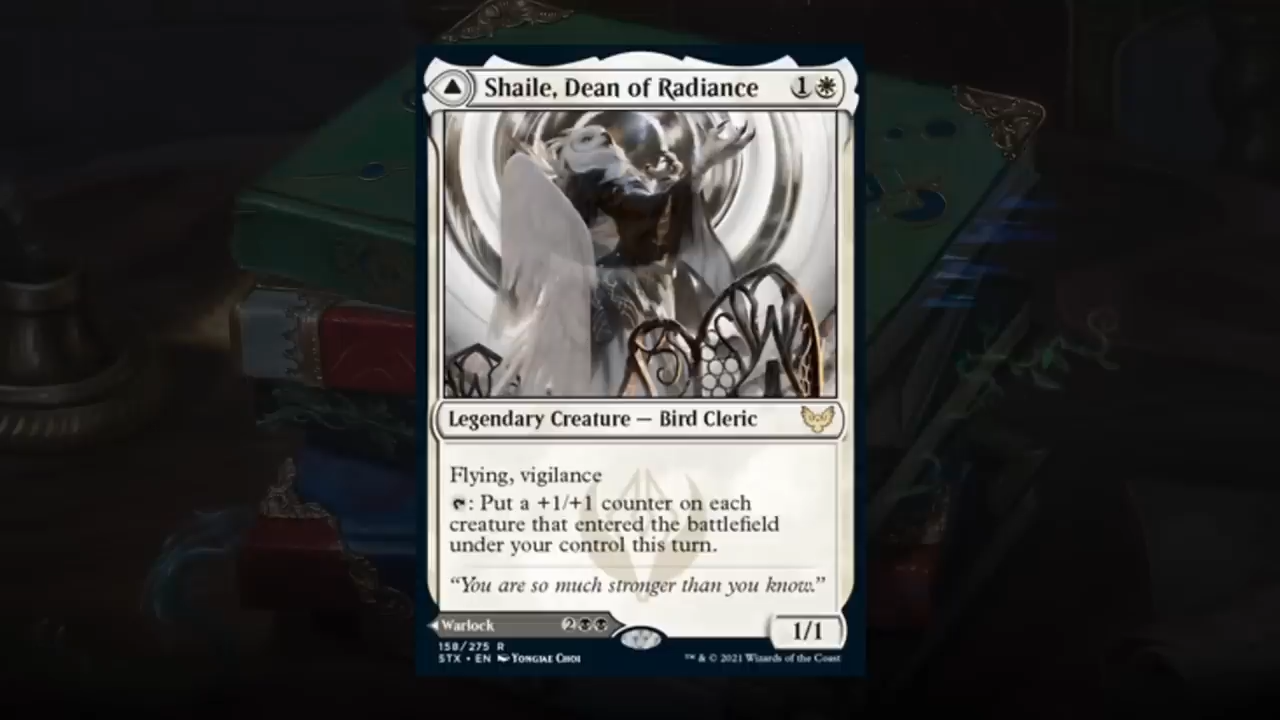 Shaile, Dean of Radiance 1
Legendary Creature — Bird Cleric
Flying, vigilance
: Put a +1/+1 counter on each
creature that entered the battlefield
under your control this turn.
“You are so much stronger than you know.”
Warlock 2
1/1
158/275 R
STX • EN Yongjae Choi
™ & © 2021 Wizards of the Coast